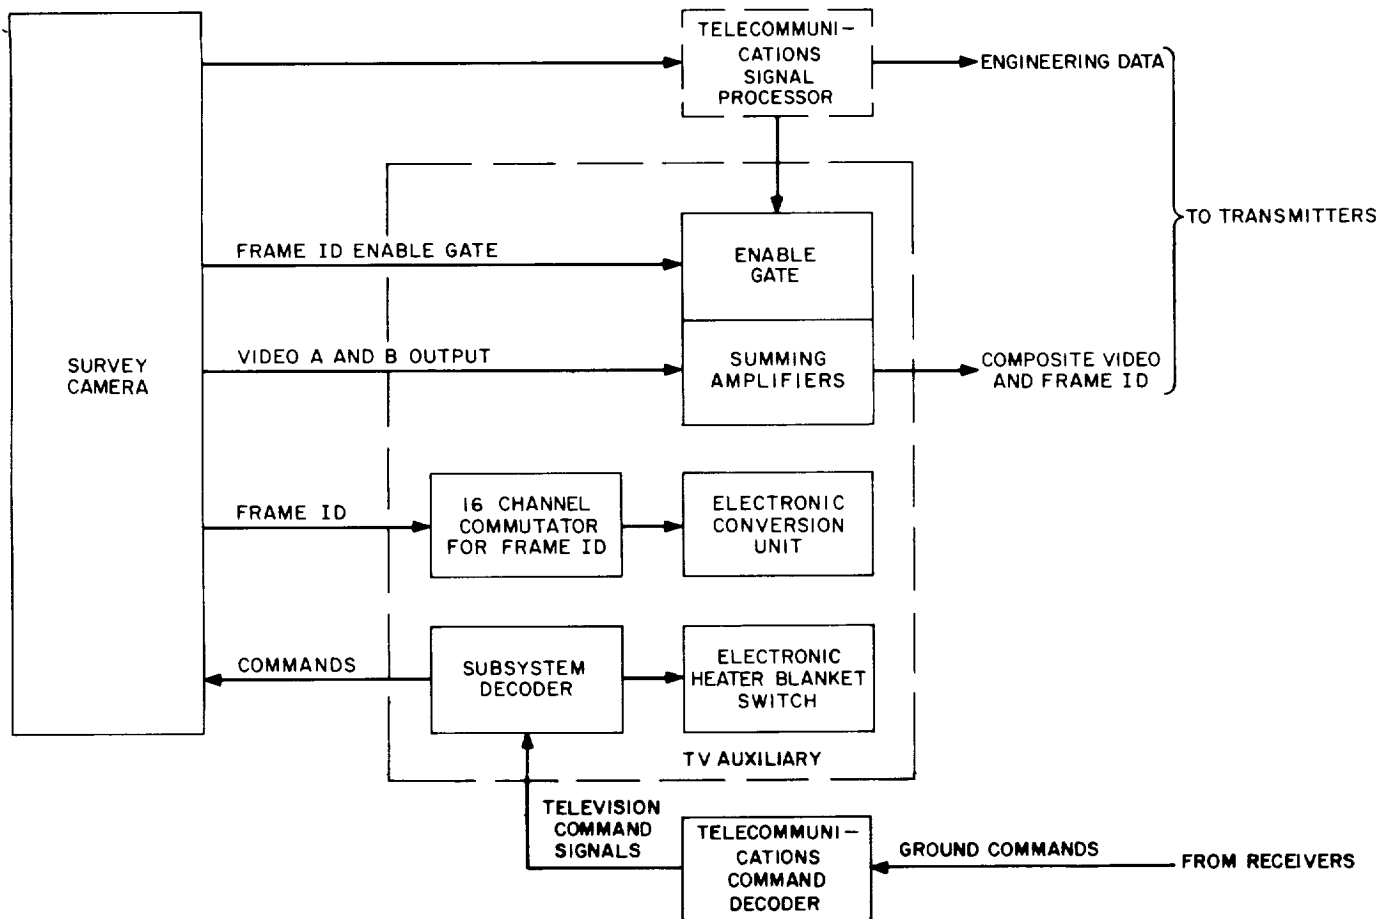 TELECOMMUNI-
CATIONS
SIGNAL
PROCESSOR
ENGINEERING DATA
TO TRANSMITTERS
FRAME ID ENABLE GATE
ENABLE
GATE
SURVEY
CAMERA
VIDEO A AND B OUTPUT
SUMMING
AMPLIFIERS
COMPOSITE VIDEO
AND FRAME ID
FRAME ID
16 CHANNEL
COMMUTATOR
FOR FRAME ID
ELECTRONIC
CONVERSION
UNIT
COMMANDS
SUBSYSTEM
DECODER
ELECTRONIC
HEATER BLANKET
SWITCH
TV AUXILIARY
TELEVISION
COMMAND
SIGNALS
TELECOMMUNI-
CATIONS
COMMAND
DECODER
GROUND COMMANDS
FROM RECEIVERS